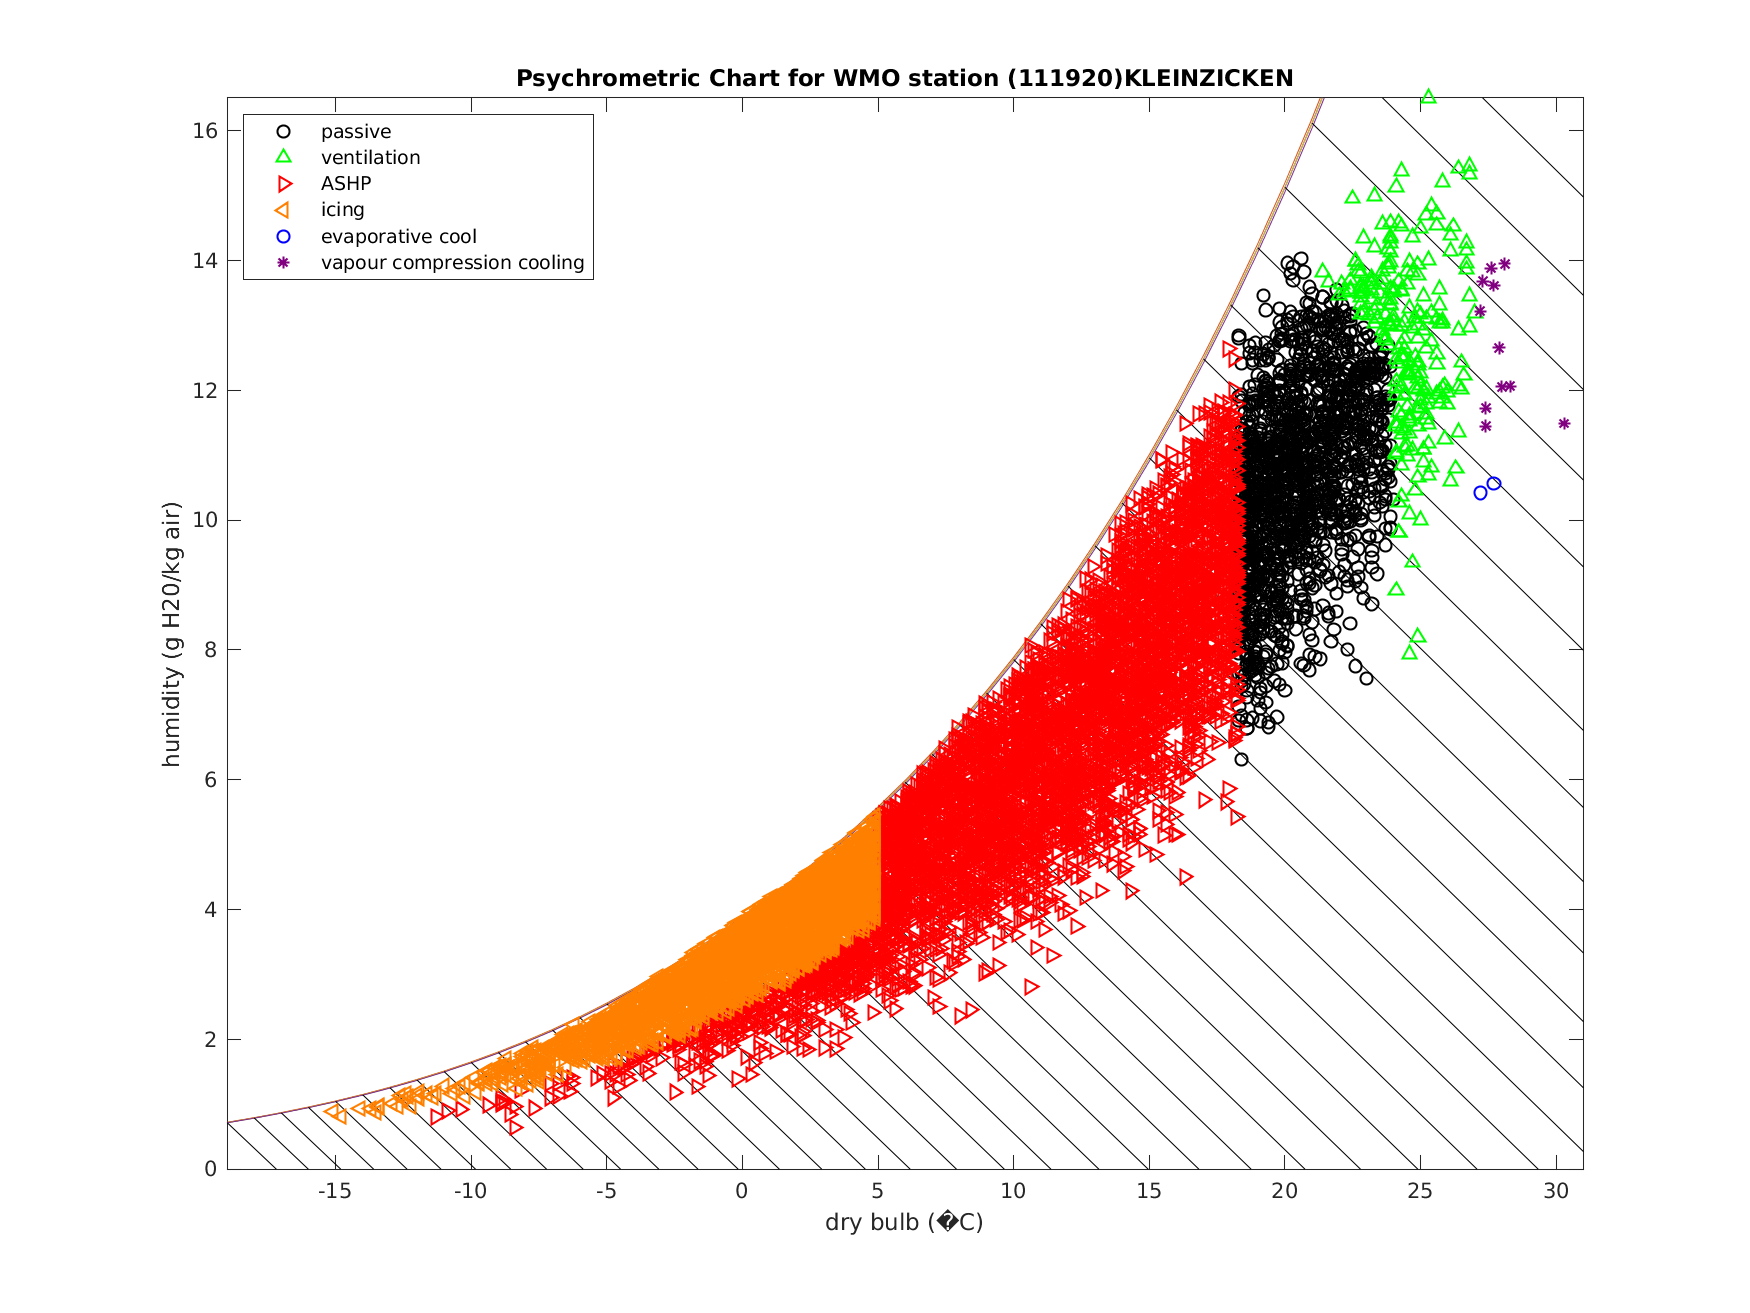 Psychrometric Chart for WMO station (111920)KLEINZICKEN
passive
ventilation
ASHP
icing
evaporative cool
vapour compression cooling
humidity (g H20/kg air)
16
14
12
10
8
6
4
2
0
-15 -10 -5 0 5 10 15 20 25 30
dry bulb (�C)